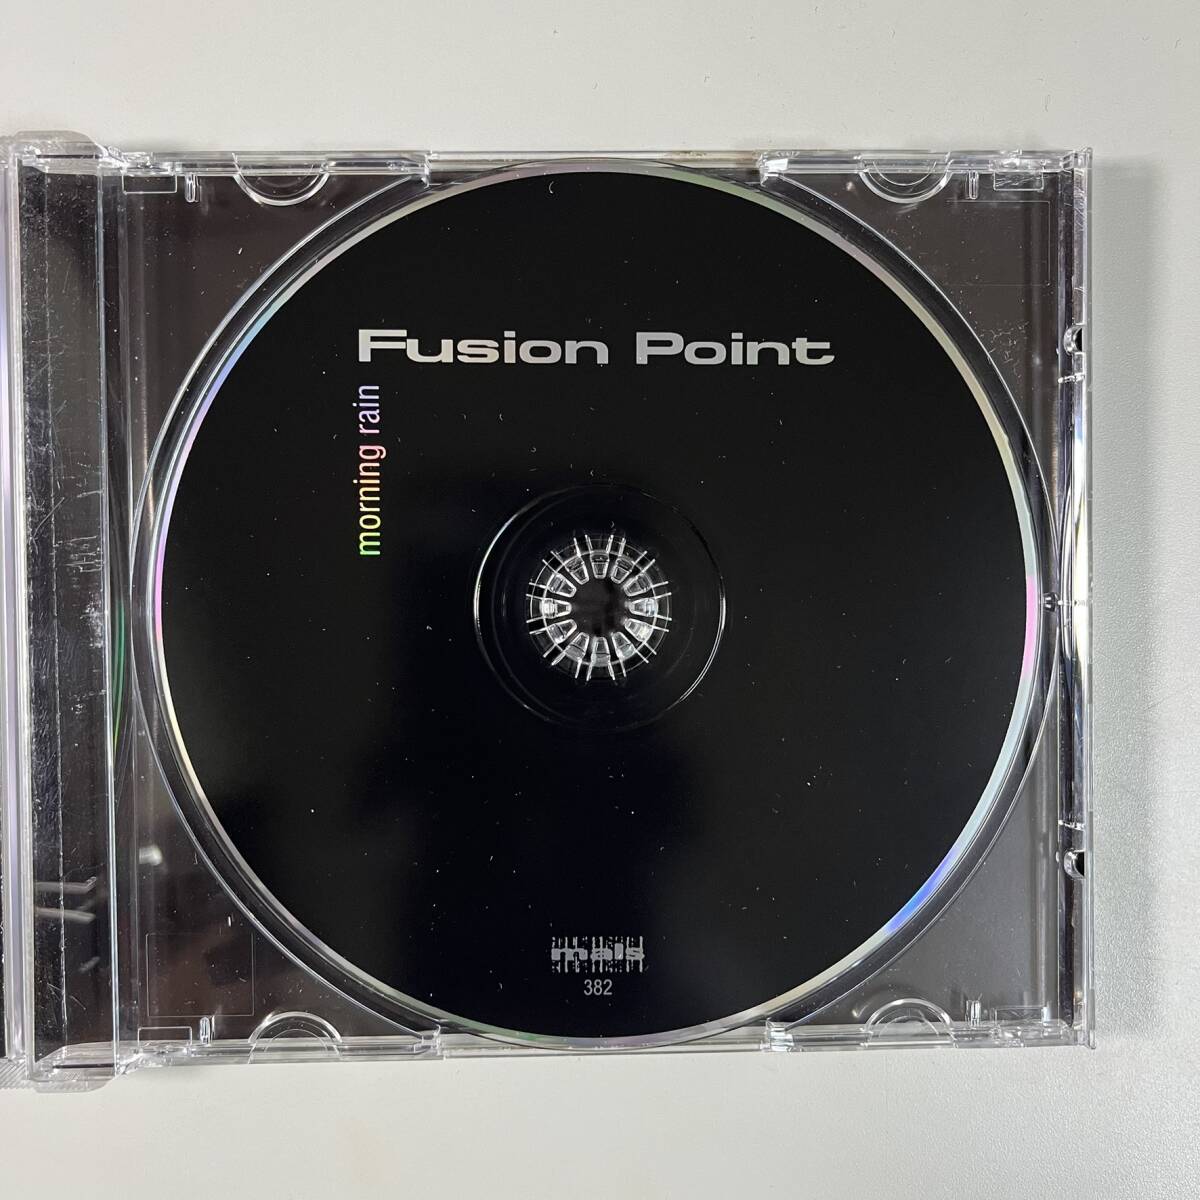 Fusion Point
morning rain
mals
382